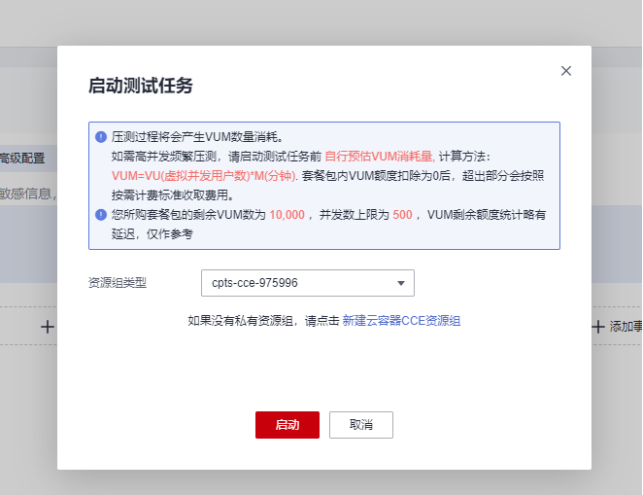 启动测试任务
压测过程将会产生VUM数量消耗。
如需高并发频繁压测，请启动测试任务前 自行预估VUM消耗量, 计算方法：
VUM=VU(虚拟并发用户数)*M(分钟). 套餐包内VUM额度扣除为0后，超出部分会按照
按需计费标准收取费用。
您所购套餐包的剩余VUM数为 10,000 ，并发数上限为 500 ，VUM剩余额度统计略有
延迟，仅作参考
高级配置
敏感信息，
资源组类型
cpts-cce-975996
如果没有私有资源组，请点击 新建云容器CCE资源组
添加事
启动
取消